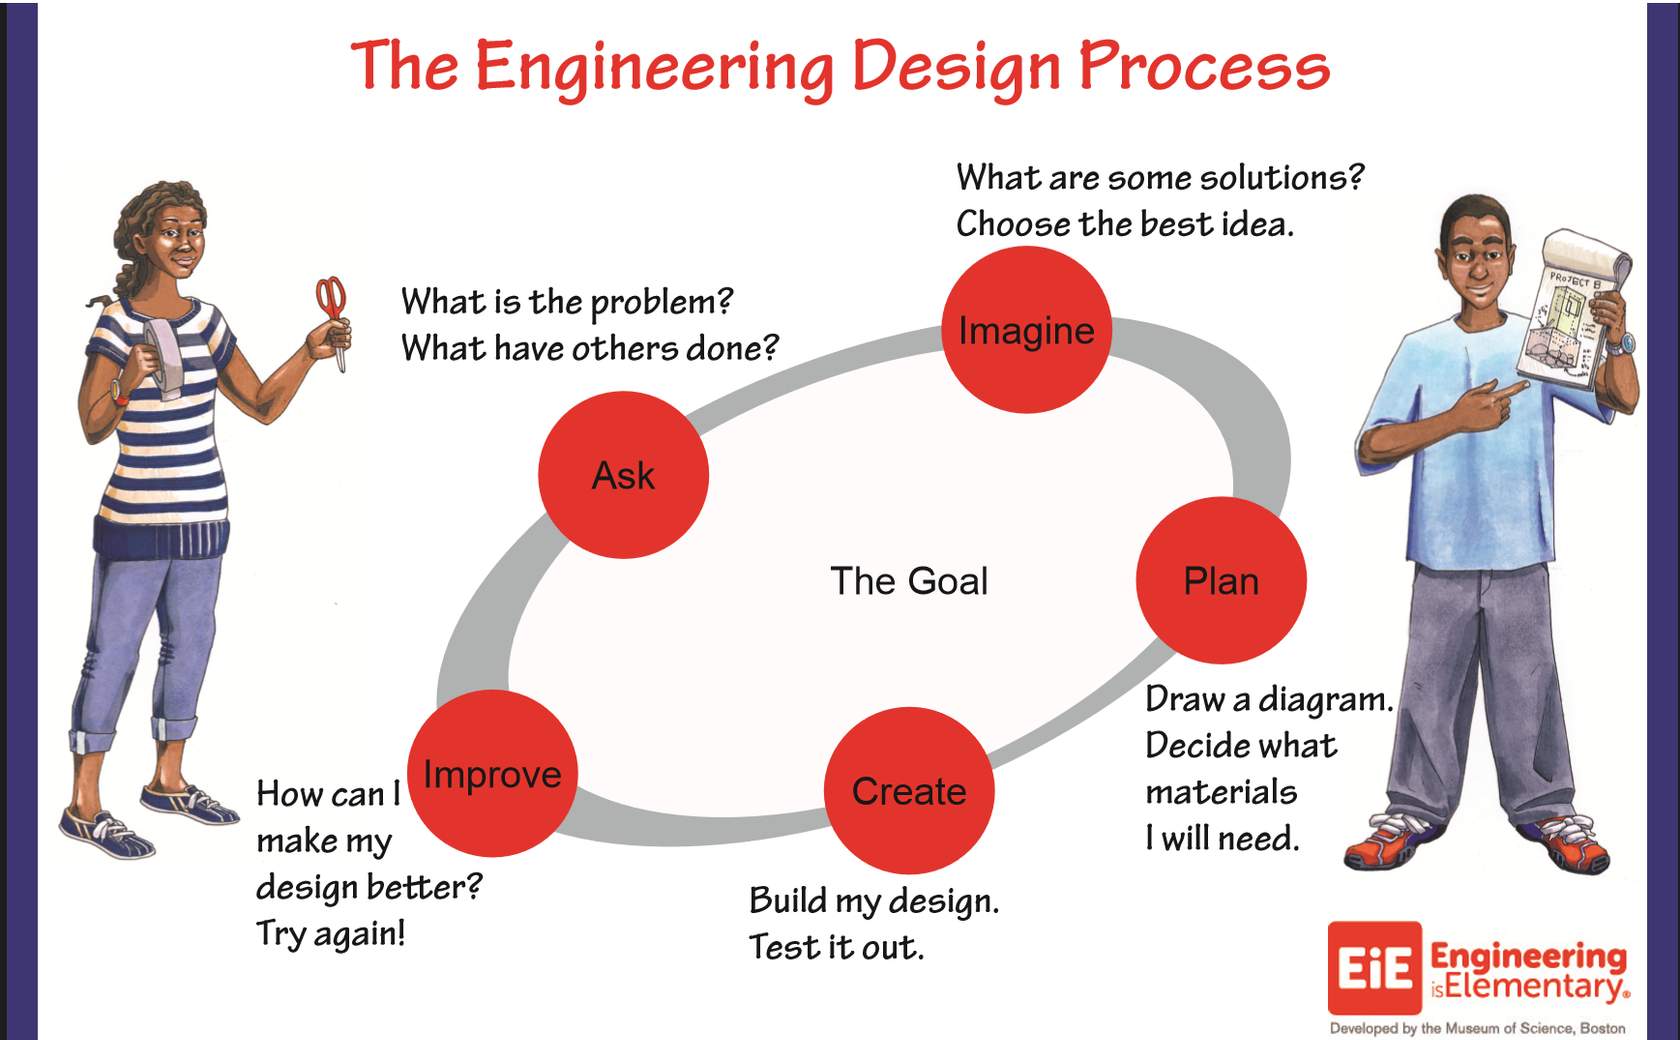 The Engineering Design Process
What are some solutions?
Choose the best idea.
What is the problem?
What have others done?
Imagine
PROJECT B
Ask
The Goal
Plan
Draw a diagram.
Decide what
materials
I will need.
Improve
How can I
make my
design better?
Try again!
Create
Build my design.
Test it out.
EiE
Engineering
isElementary®
Developed by the Museum of Science, Boston